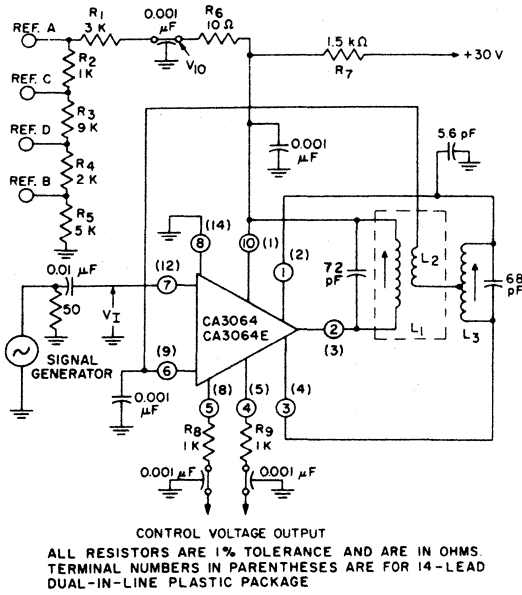 REF. A
R1
3 K
0.001
μF
R6
10 Ω
V10
1.5 kΩ
R7
+30 V
R2
1K
REF. C
R3
9 K
REF. D
R4
2 K
REF. B
R5
5 K
0.001
μF
5.6 pF
8
(14)
10
(1)
(2)
1
72
pF
L2
L1
L3
68
pF
0.01 μF
50
VI
(12)
7
CA3064
CA3064E
2
(3)
SIGNAL
GENERATOR
(9)
6
0.001
μF
(8)
5
(5)
4
(4)
3
R8
1 K
R9
1 K
0.001 μF
0.001 μF
CONTROL VOLTAGE OUTPUT
ALL RESISTORS ARE 1% TOLERANCE AND ARE IN OHMS.
TERMINAL NUMBERS IN PARENTHESES ARE FOR 14-LEAD
DUAL-IN-LINE PLASTIC PACKAGE